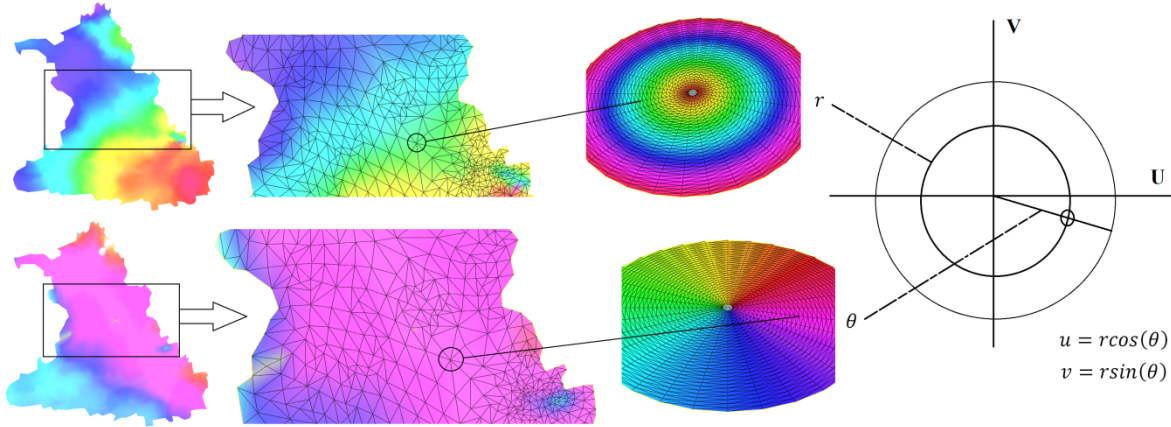 V
r
U
θ
u = rcos(θ)
v = rsin(θ)